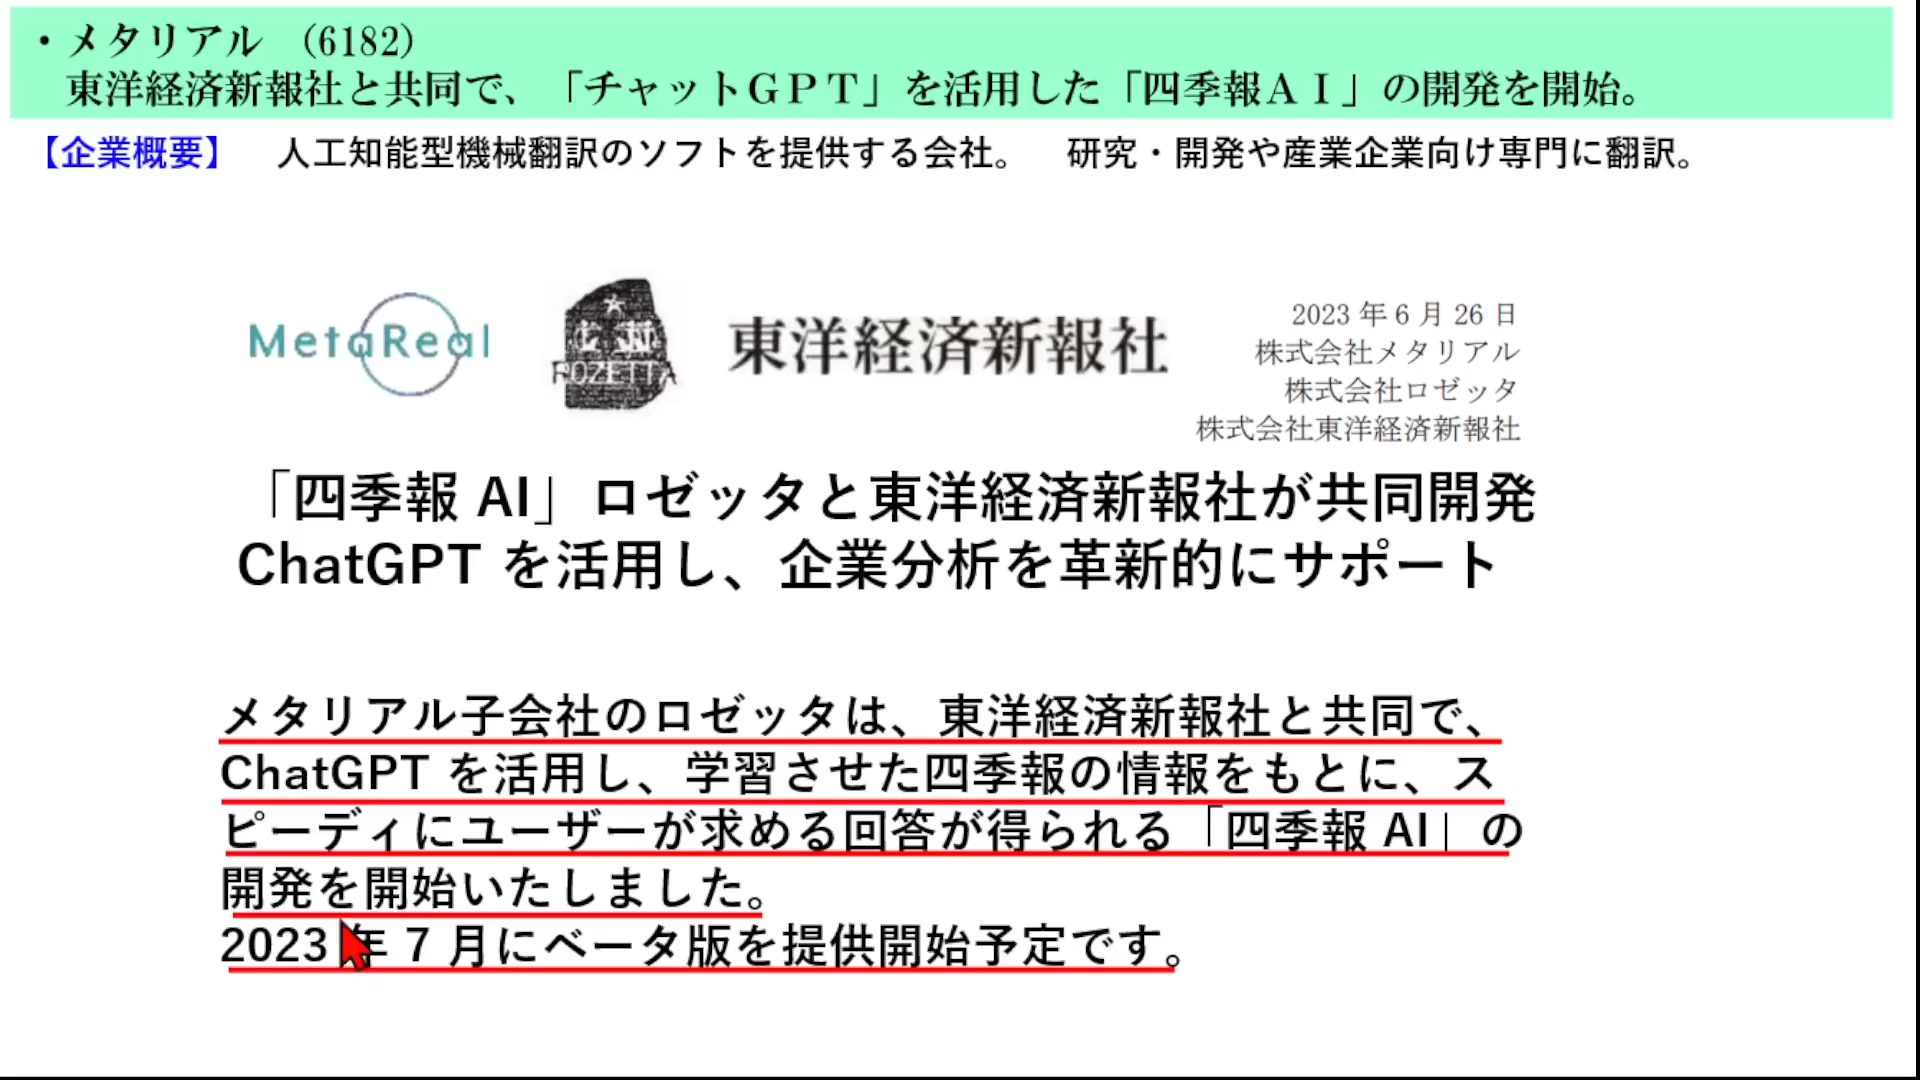 ・メタリアル （6182）
東洋経済新報社と共同で、「チャットＧＰＴ」を活用した「四季報ＡＩ」の開発を開始。
【企業概要】 人工知能型機械翻訳のソフトを提供する会社。 研究・開発や産業企業向け専門に翻訳。
MetaReal
ROZETTA
東洋経済新報社
2023 年 6 月 26 日
株式会社メタリアル
株式会社ロゼッタ
株式会社東洋経済新報社
「四季報 AI」ロゼッタと東洋経済新報社が共同開発
ChatGPT を活用し、企業分析を革新的にサポート
メタリアル子会社のロゼッタは、東洋経済新報社と共同で、
ChatGPT を活用し、学習させた四季報の情報をもとに、ス
ピーディにユーザーが求める回答が得られる「四季報 AI」の
開発を開始いたしました。
2023 年 7 月にベータ版を提供開始予定です。